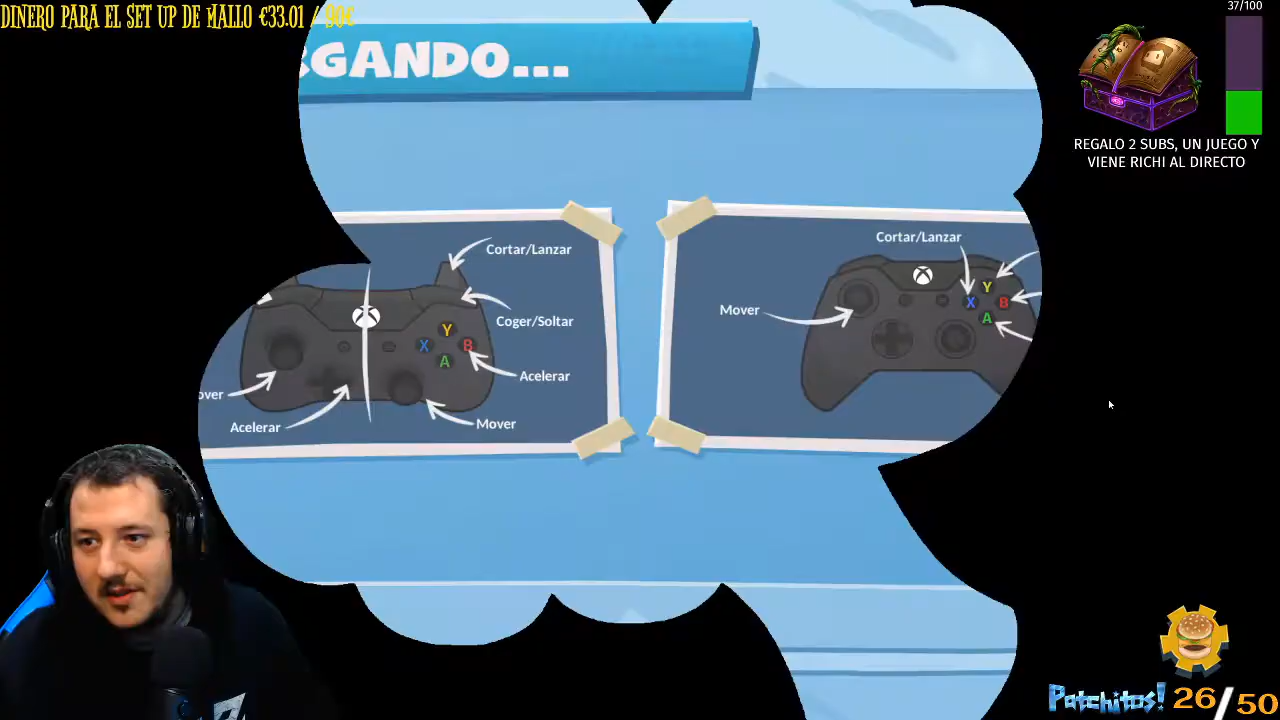 DINERO PARA EL SET UP DE MALLO €33.01 / 90€
37/100
RGANDO...
REGALO 2 SUBS, UN JUEGO Y
VIENE RICHI AL DIRECTO
Cortar/Lanzar
Coger/Soltar
Acelerar
Mover
over
Acelerar
Y
X
B
A
Cortar/Lanzar
Mover
Y
X
B
A
Patchitos! 26/50